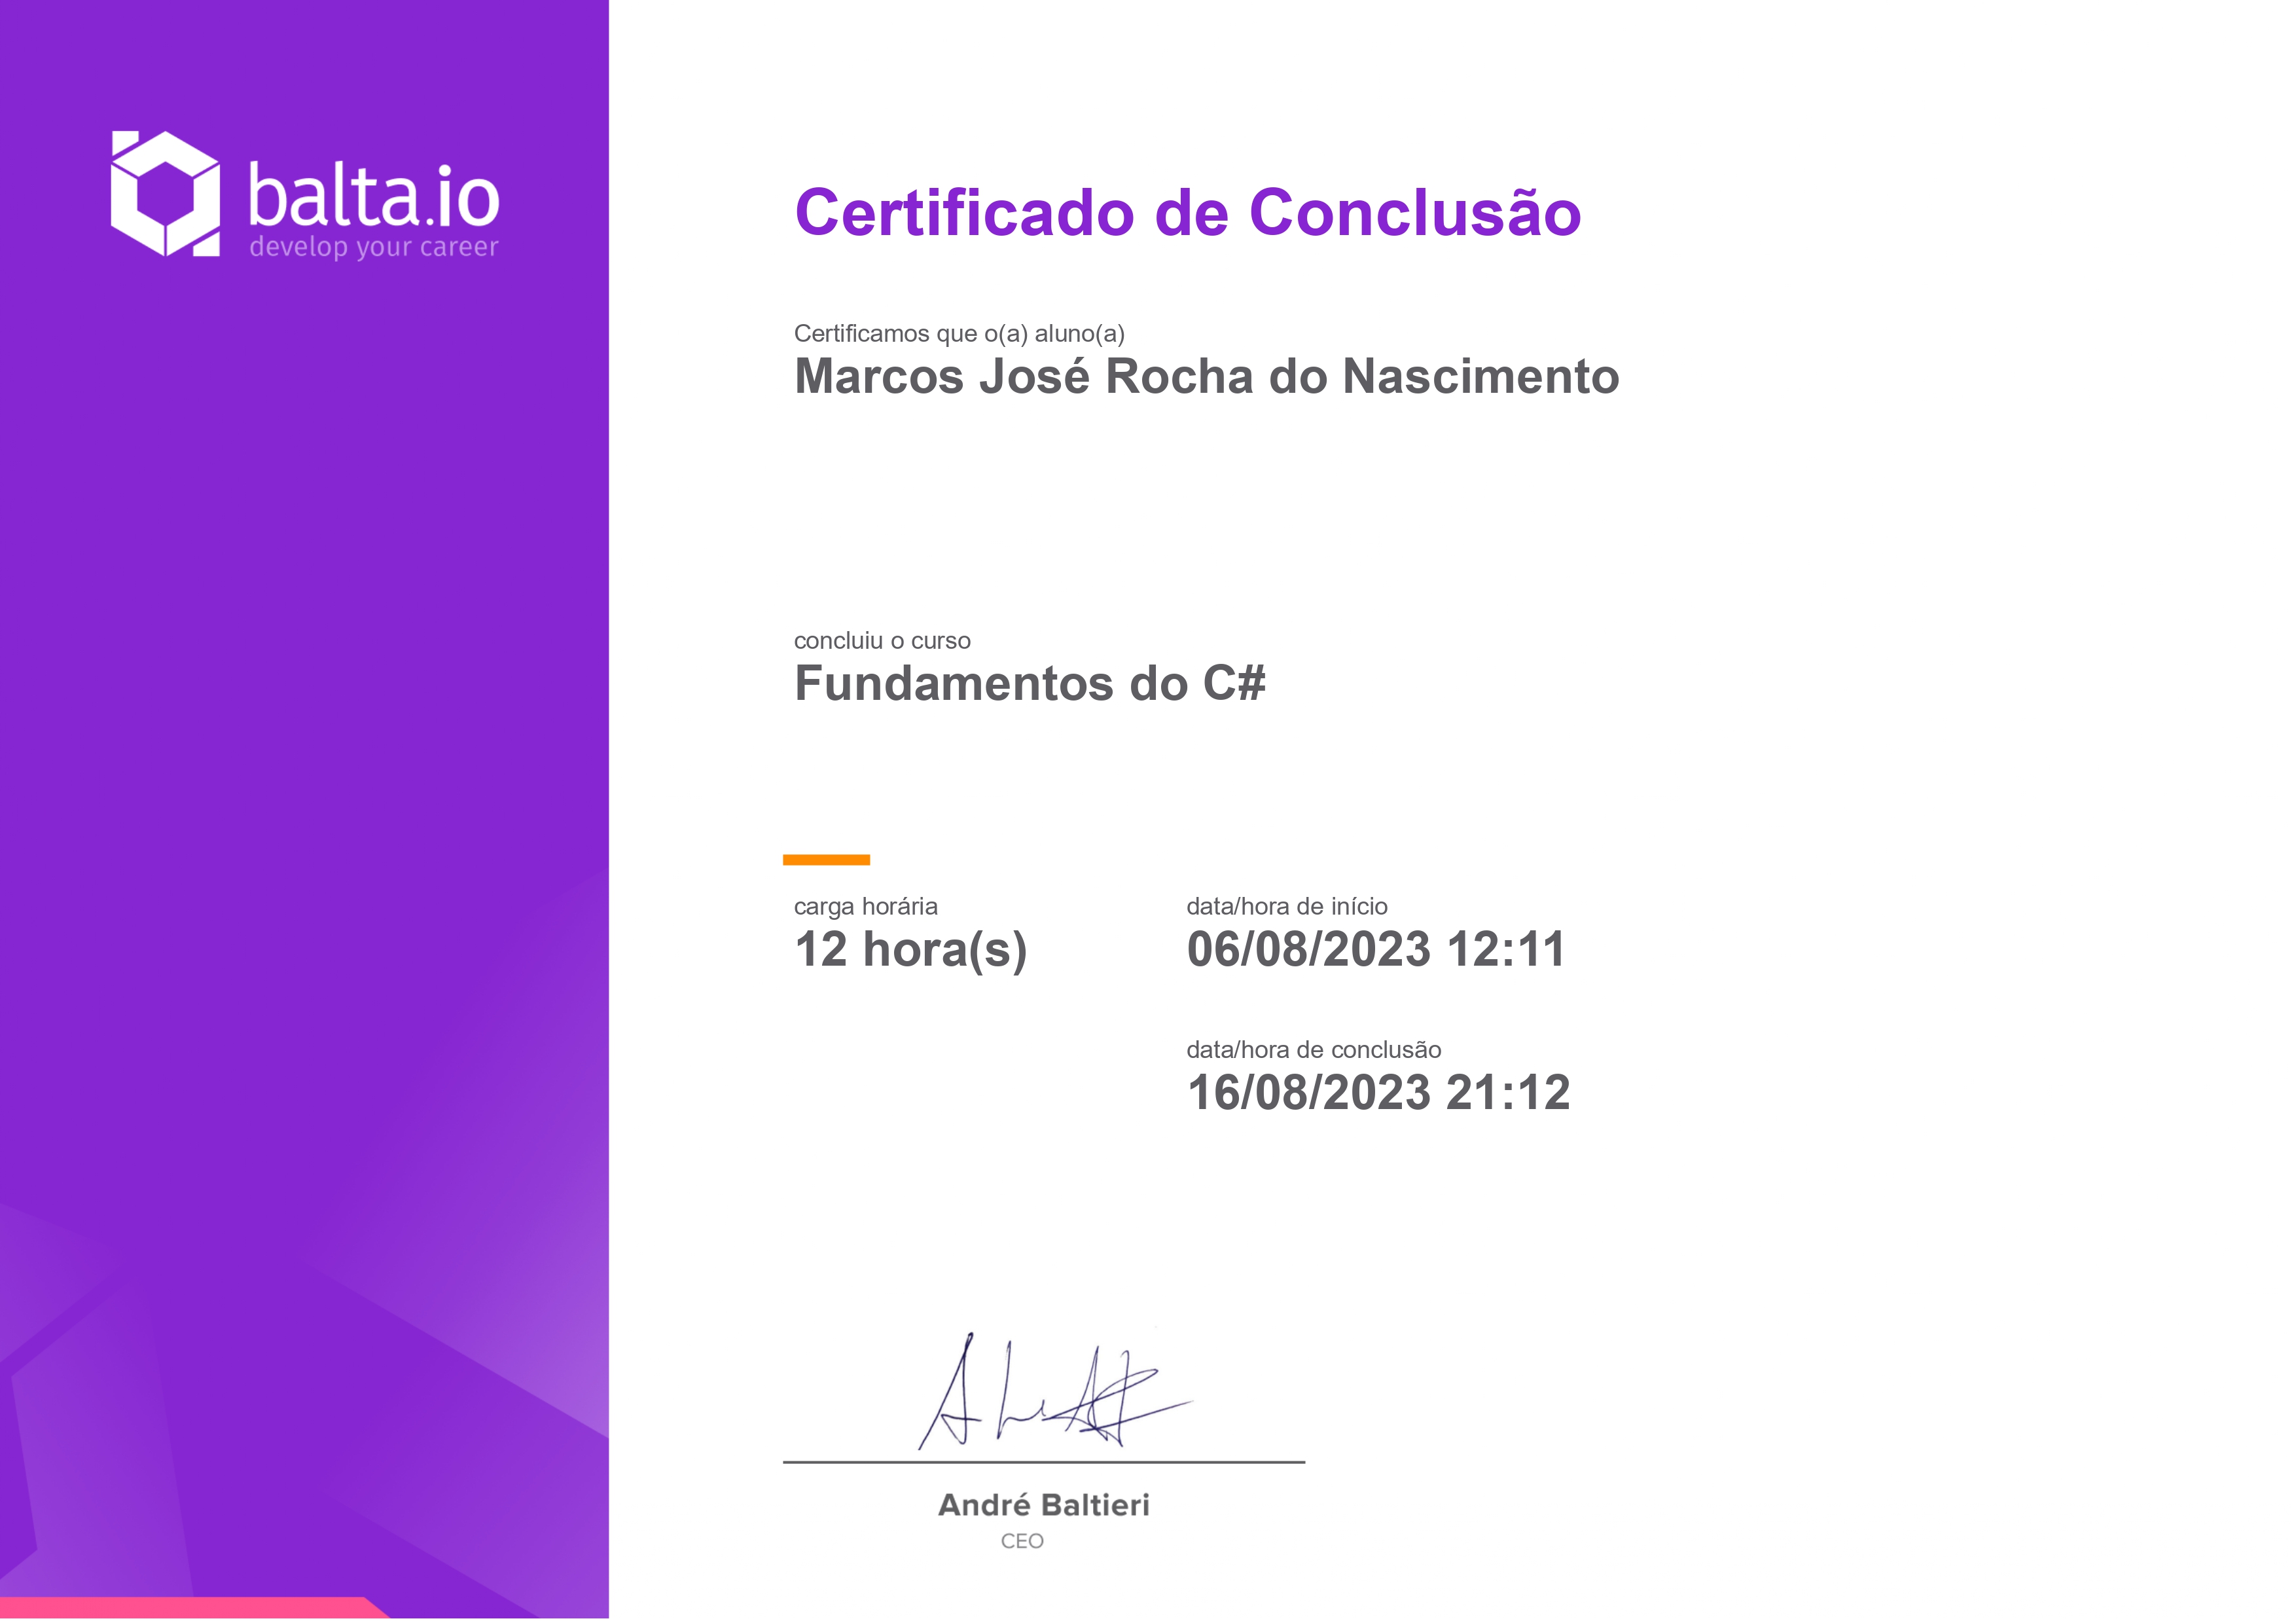 balta.io
develop your career
Certificado de Conclusão
Certificamos que o(a) aluno(a)
Marcos José Rocha do Nascimento
concluiu o curso
Fundamentos do C#
carga horária
12 hora(s)
data/hora de início
06/08/2023 12:11
data/hora de conclusão
16/08/2023 21:12
André Baltieri
CEO